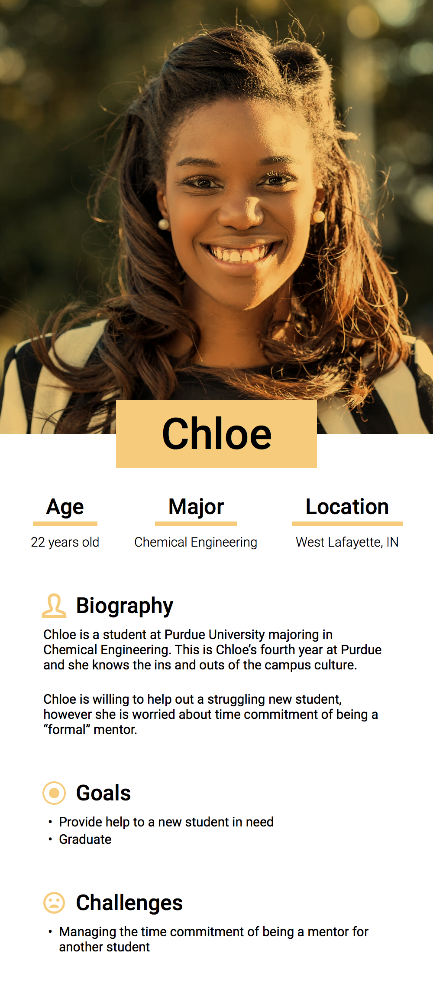 Chloe
Age
Major
Location
22 years old
Chemical Engineering
West Lafayette, IN
Biography
Chloe is a student at Purdue University majoring in
Chemical Engineering. This is Chloe’s fourth year at Purdue
and she knows the ins and outs of the campus culture.
Chloe is willing to help out a struggling new student,
however she is worried about time commitment of being a
“formal” mentor.
Goals
• Provide help to a new student in need
• Graduate
Challenges
• Managing the time commitment of being a mentor for
another student